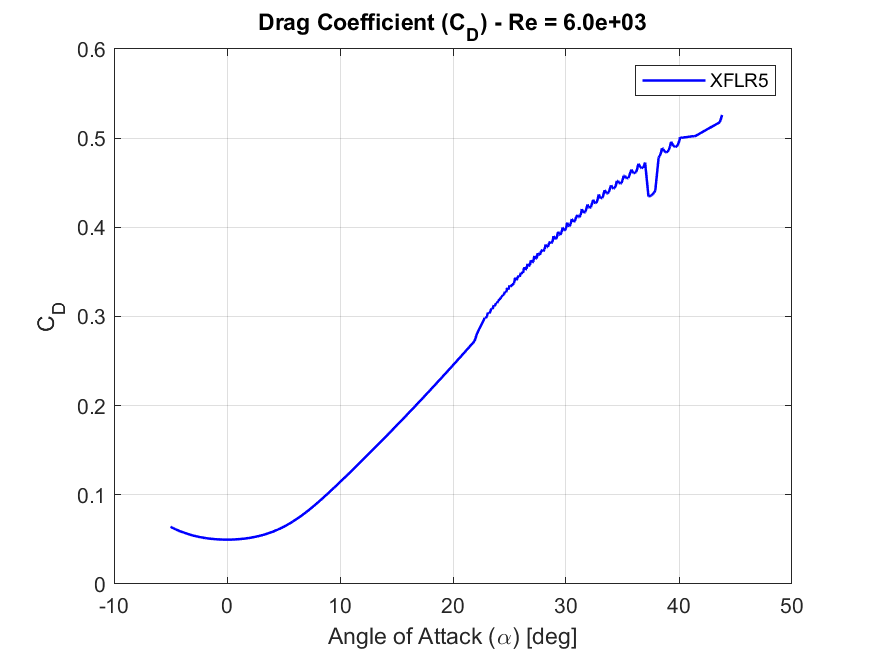 Drag Coefficient (C_D) - Re = 6.0e+03
XFLR5
0.6
0.5
0.4
0.3
0.2
0.1
0
C_D
-10 0 10 20 30 40 50
Angle of Attack (α) [deg]